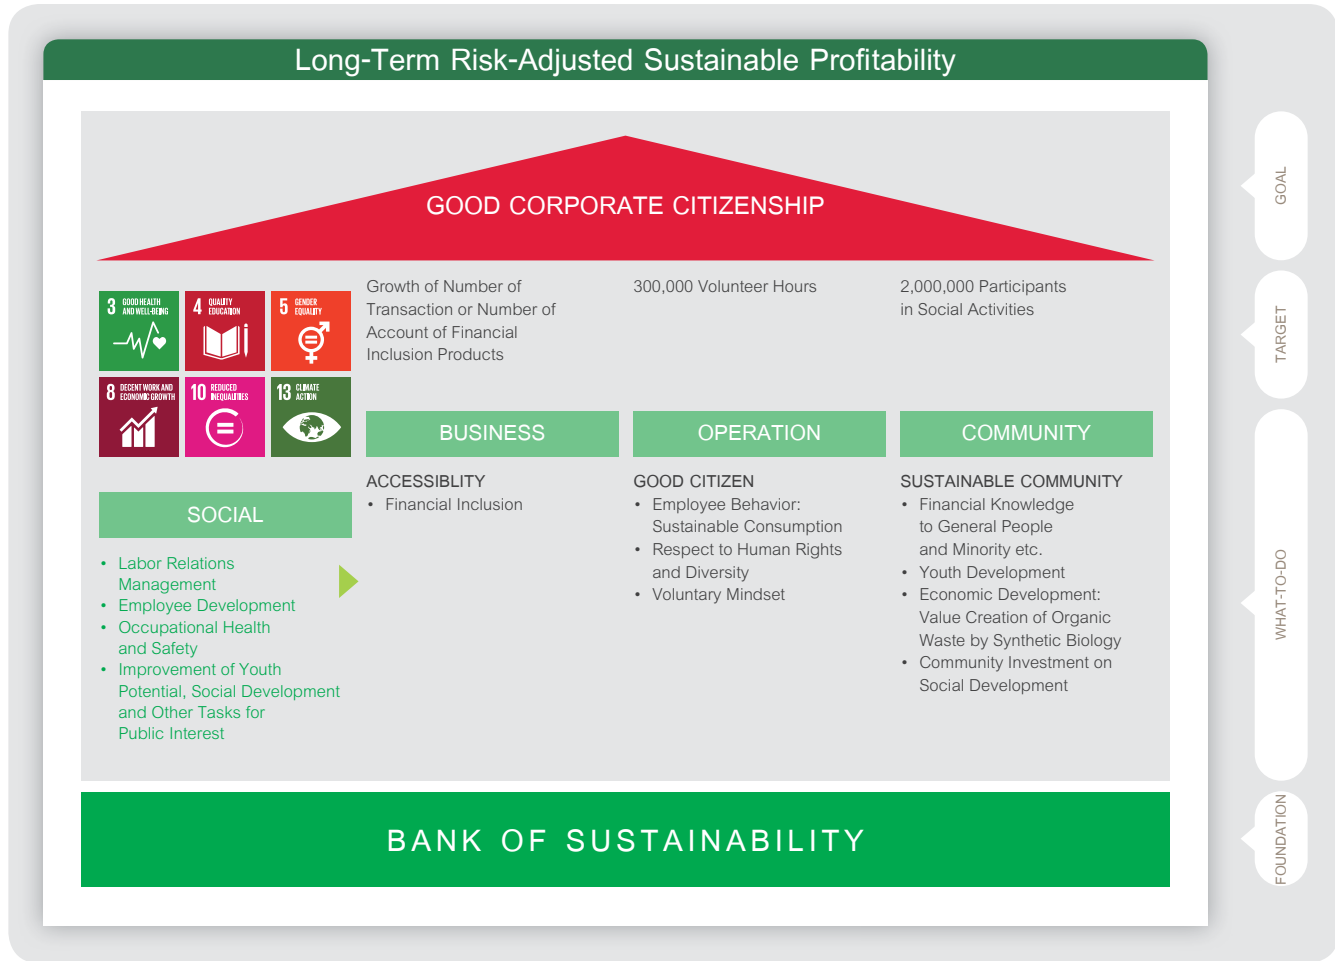 Long-Term Risk-Adjusted Sustainable Profitability
GOOD CORPORATE CITIZENSHIP
3 GOOD HEALTH
AND WELL-BEING
4 QUALITY
EDUCATION
5 GENDER
EQUALITY
8 DECENT WORK AND
ECONOMIC GROWTH
10 REDUCED
INEQUALITIES
13 CLIMATE
ACTION
SOCIAL
• Labor Relations
Management
• Employee Development
• Occupational Health
and Safety
• Improvement of Youth
Potential, Social Development
and Other Tasks for
Public Interest
Growth of Number of
Transaction or Number of
Account of Financial
Inclusion Products
BUSINESS
ACCESSIBLITY
• Financial Inclusion
300,000 Volunteer Hours
OPERATION
GOOD CITIZEN
• Employee Behavior:
Sustainable Consumption
• Respect to Human Rights
and Diversity
• Voluntary Mindset
2,000,000 Participants
in Social Activities
COMMUNITY
SUSTAINABLE COMMUNITY
• Financial Knowledge
to General People
and Minority etc.
• Youth Development
• Economic Development:
Value Creation of Organic
Waste by Synthetic Biology
• Community Investment on
Social Development
BANK OF SUSTAINABILITY
GOAL
TARGET
WHAT-TO-DO
FOUNDATION